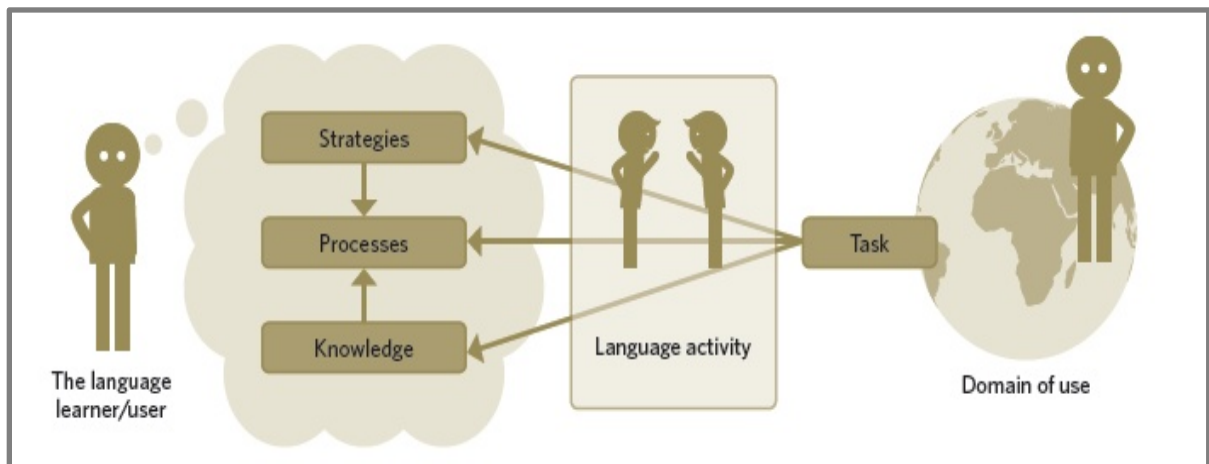 Strategies
Processes
Knowledge
The language
learner/user
Language activity
Task
Domain of use